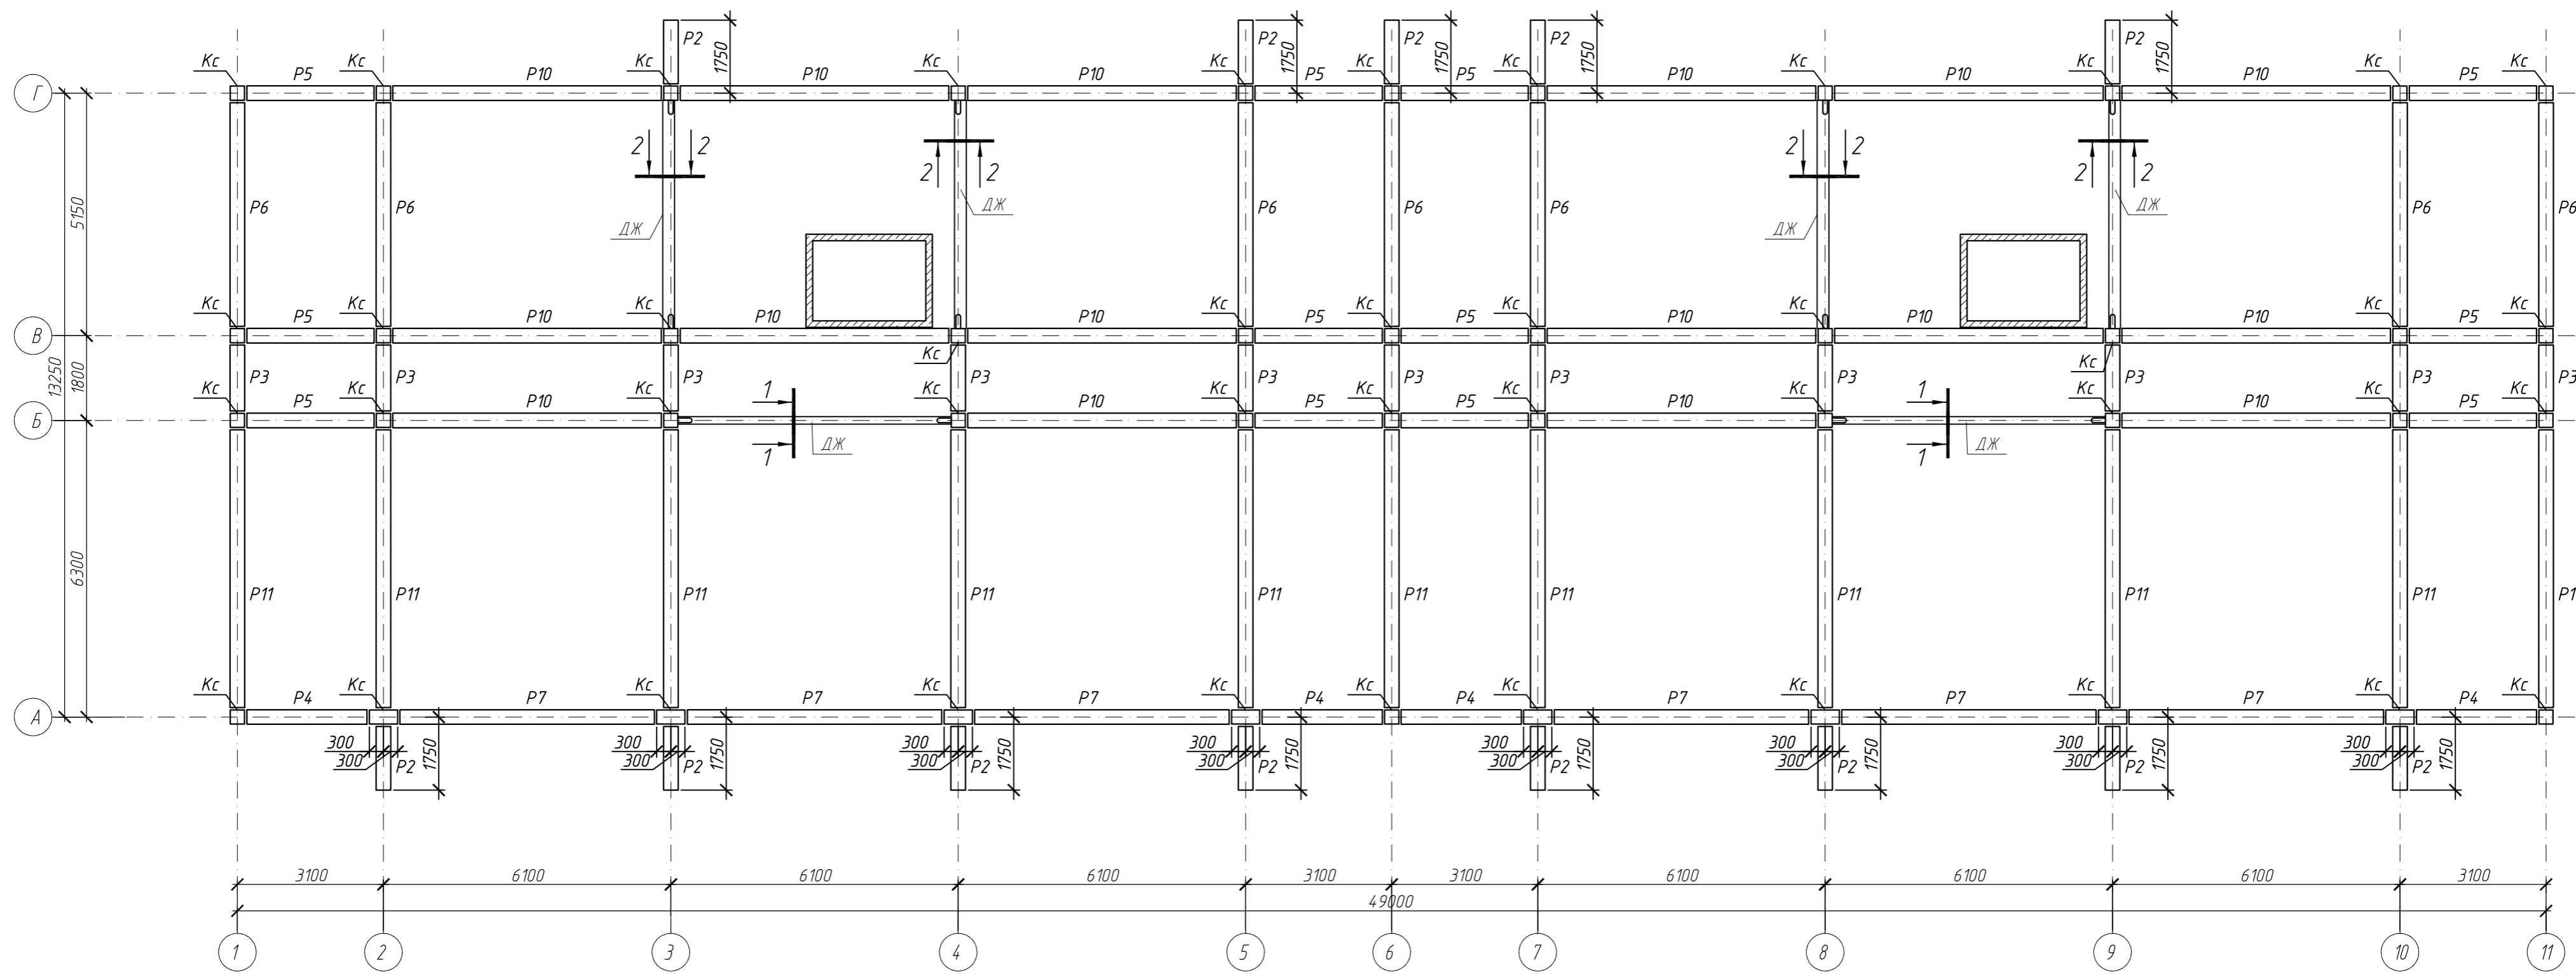 Р2 1750 Р2 1750 Р2 1750 Р2 1750 Р2 1750
Кс Р5 Кс Р10 Кс Р10 Кс Р10 Кс Р5 Кс Р5 Кс Р10 Кс Р10 Кс Р10 Кс Р5 Кс
Г
2 2 2 2 2 2 2 2
5150 Р6 Р6 ДЖ ДЖ Р6 Р6 Р6 ДЖ ДЖ Р6 Р6
Кс Р5 Кс Р10 Кс Р10 Р10 Кс Р5 Кс Р5 Кс Р10 Кс Р10 Р10 Кс Р5 Кс
В
Кс Кс
13250 1800 Р3 Р3 Р3 Р3 Р3 Р3 Р3 Р3 Р3 Р3 Р3
Кс Р5 Кс Р10 Кс 1 Кс Р10 Кс Р5 Кс Р5 Кс Р10 Кс 1 Кс Р10 Кс Р5 Кс
Б
1 ДЖ 1 ДЖ
6300 Р11 Р11 Р11 Р11 Р11 Р11 Р11 Р11 Р11 Р11
Кс Р4 Кс Р7 Кс Р7 Кс Р7 Кс Р4 Кс Р4 Кс Р7 Кс Р7 Кс Р7 Кс Р4 Кс
А
300 300 Р2 1750 300 300 Р2 1750 300 300 Р2 1750 300 300 Р2 1750 300 300 Р2 1750 300 300 Р2 1750 300 300 Р2 1750 300 300 Р2 1750
3100 6100 6100 6100 3100 3100 6100 6100 6100 3100
49000
1 2 3 4 5 6 7 8 9 10 11